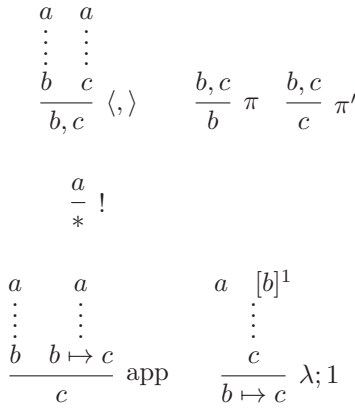 a a
b c
b, c ⟨,⟩ b, c b π b, c c π′
a
* !
a a a [b]¹
b b ↦ c c
c app b ↦ c λ; 1